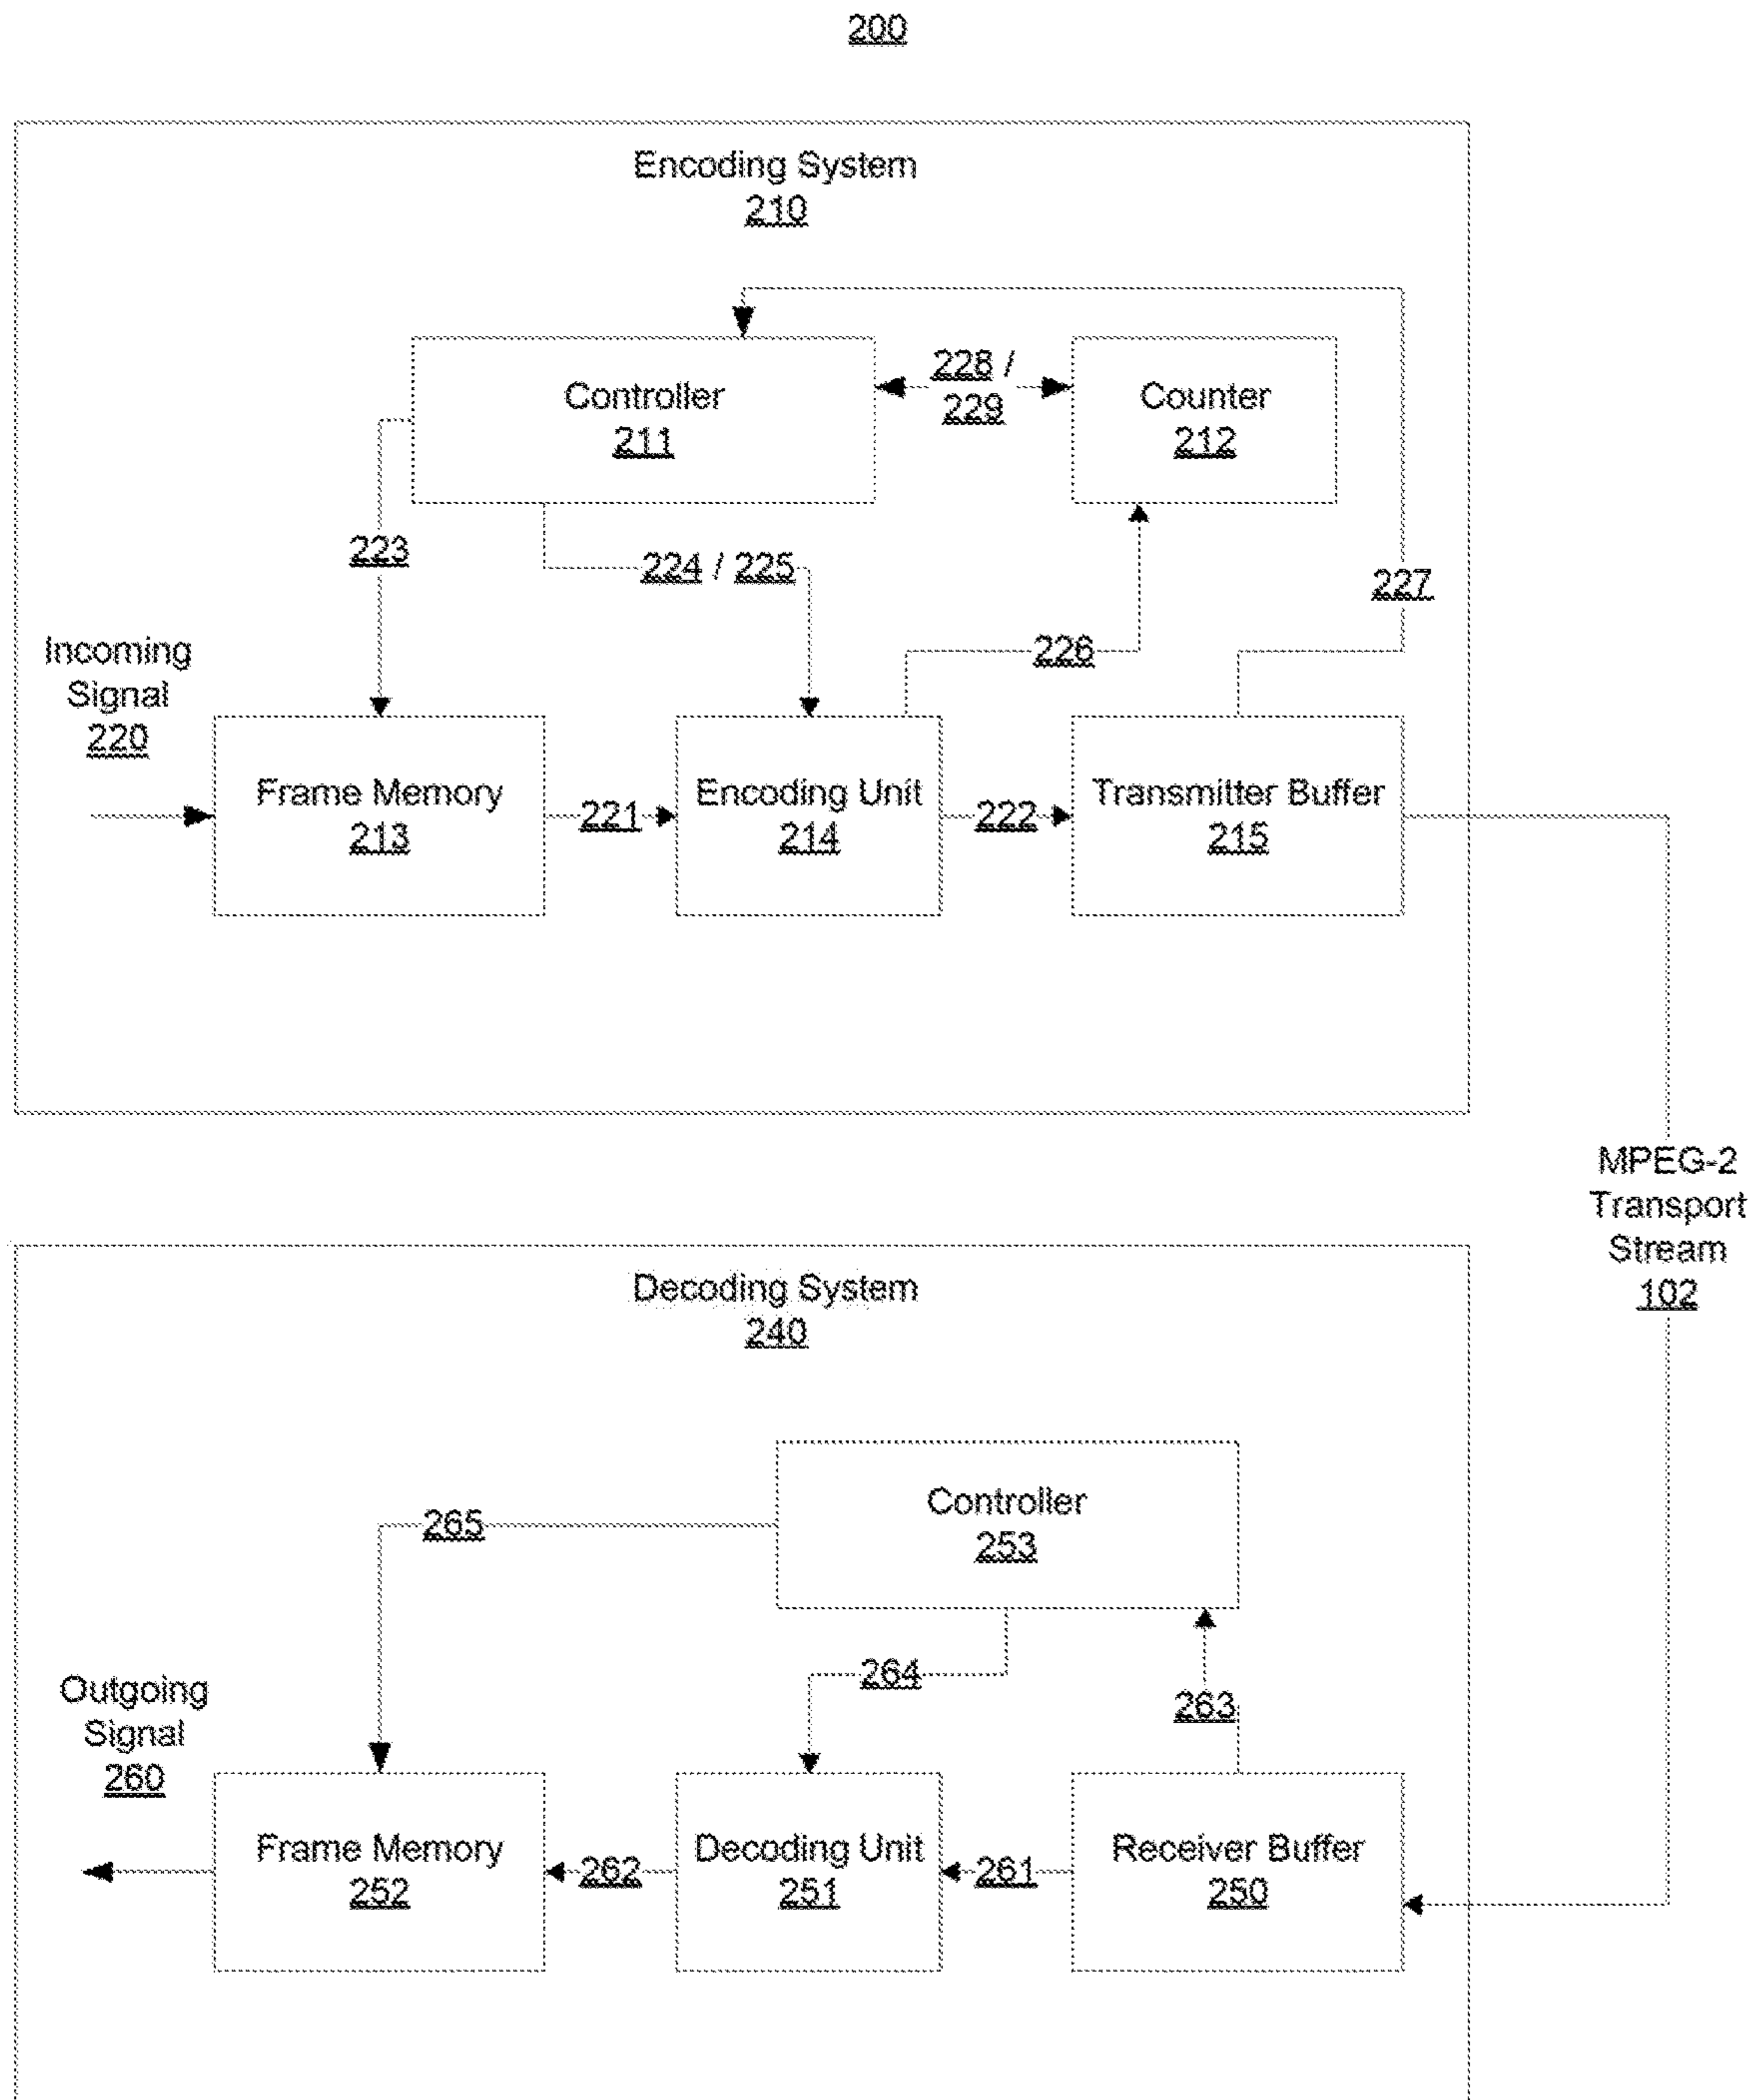 200
Encoding System
210
228 /
229
Controller
211
Counter
212
223
224 / 225
227
226
Incoming
Signal
220
Frame Memory
213
221
Encoding Unit
214
222
Transmitter Buffer
215
MPEG-2
Transport
Stream
102
Decoding System
240
Controller
253
265
264
263
Outgoing
Signal
260
Frame Memory
252
262
Decoding Unit
251
261
Receiver Buffer
250